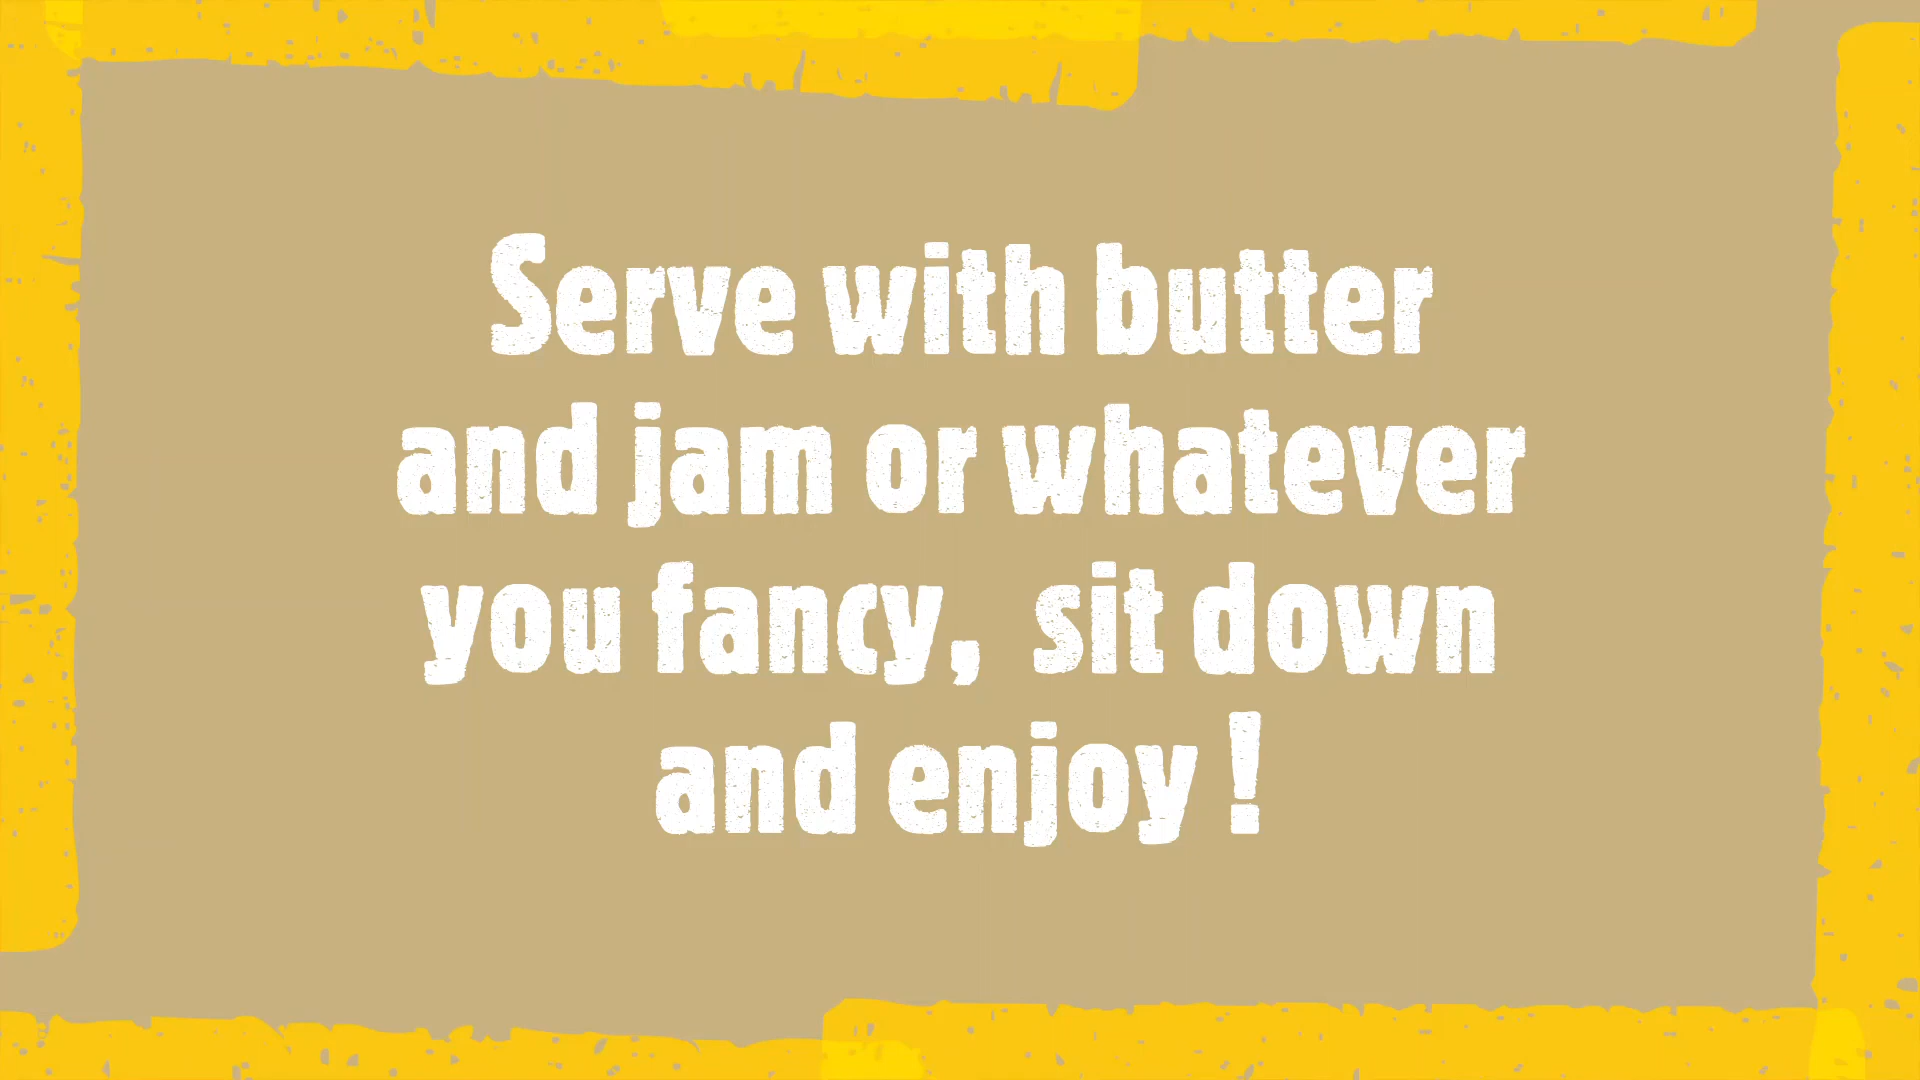 Serve with butter
and jam or whatever
you fancy, sit down
and enjoy!